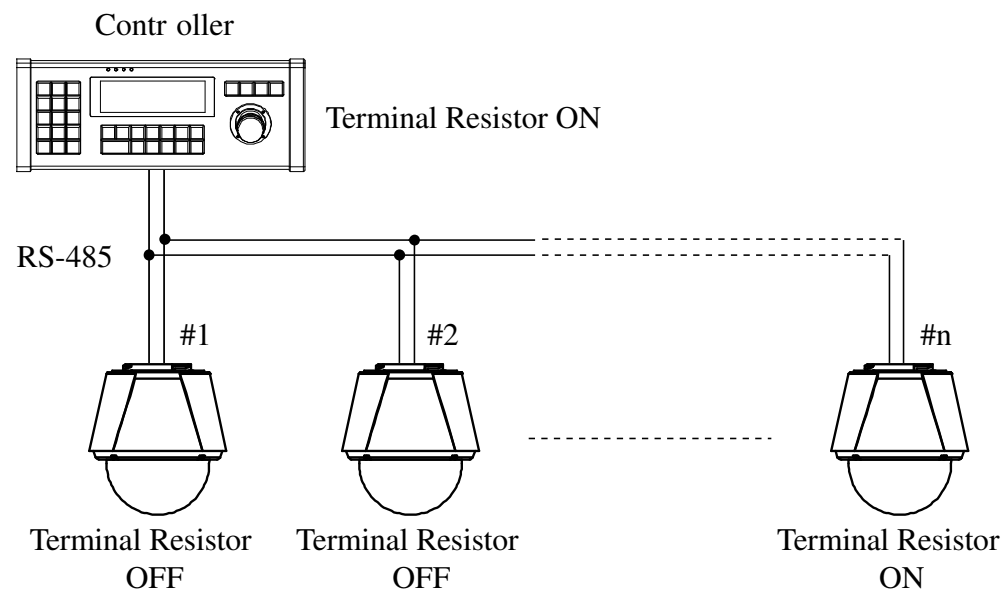 Contr oller
Terminal Resistor ON
RS-485
#1
#2
#n
Terminal Resistor
OFF
Terminal Resistor
OFF
Terminal Resistor
ON